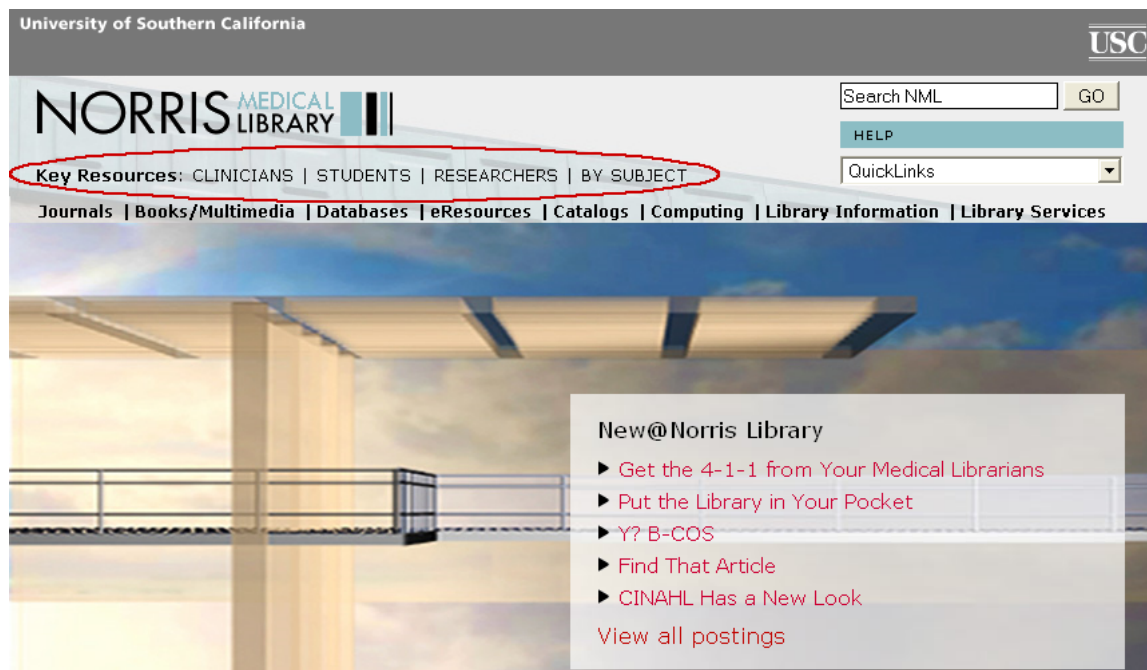 University of Southern California
USC
NORRIS MEDICAL LIBRARY
Search NML GO
HELP
QuickLinks
Key Resources: CLINICIANS | STUDENTS | RESEARCHERS | BY SUBJECT
Journals | Books/Multimedia | Databases | eResources | Catalogs | Computing | Library Information | Library Services
New@Norris Library
Get the 4-1-1 from Your Medical Librarians
Put the Library in Your Pocket
Y? B-COS
Find That Article
CINAHL Has a New Look
View all postings